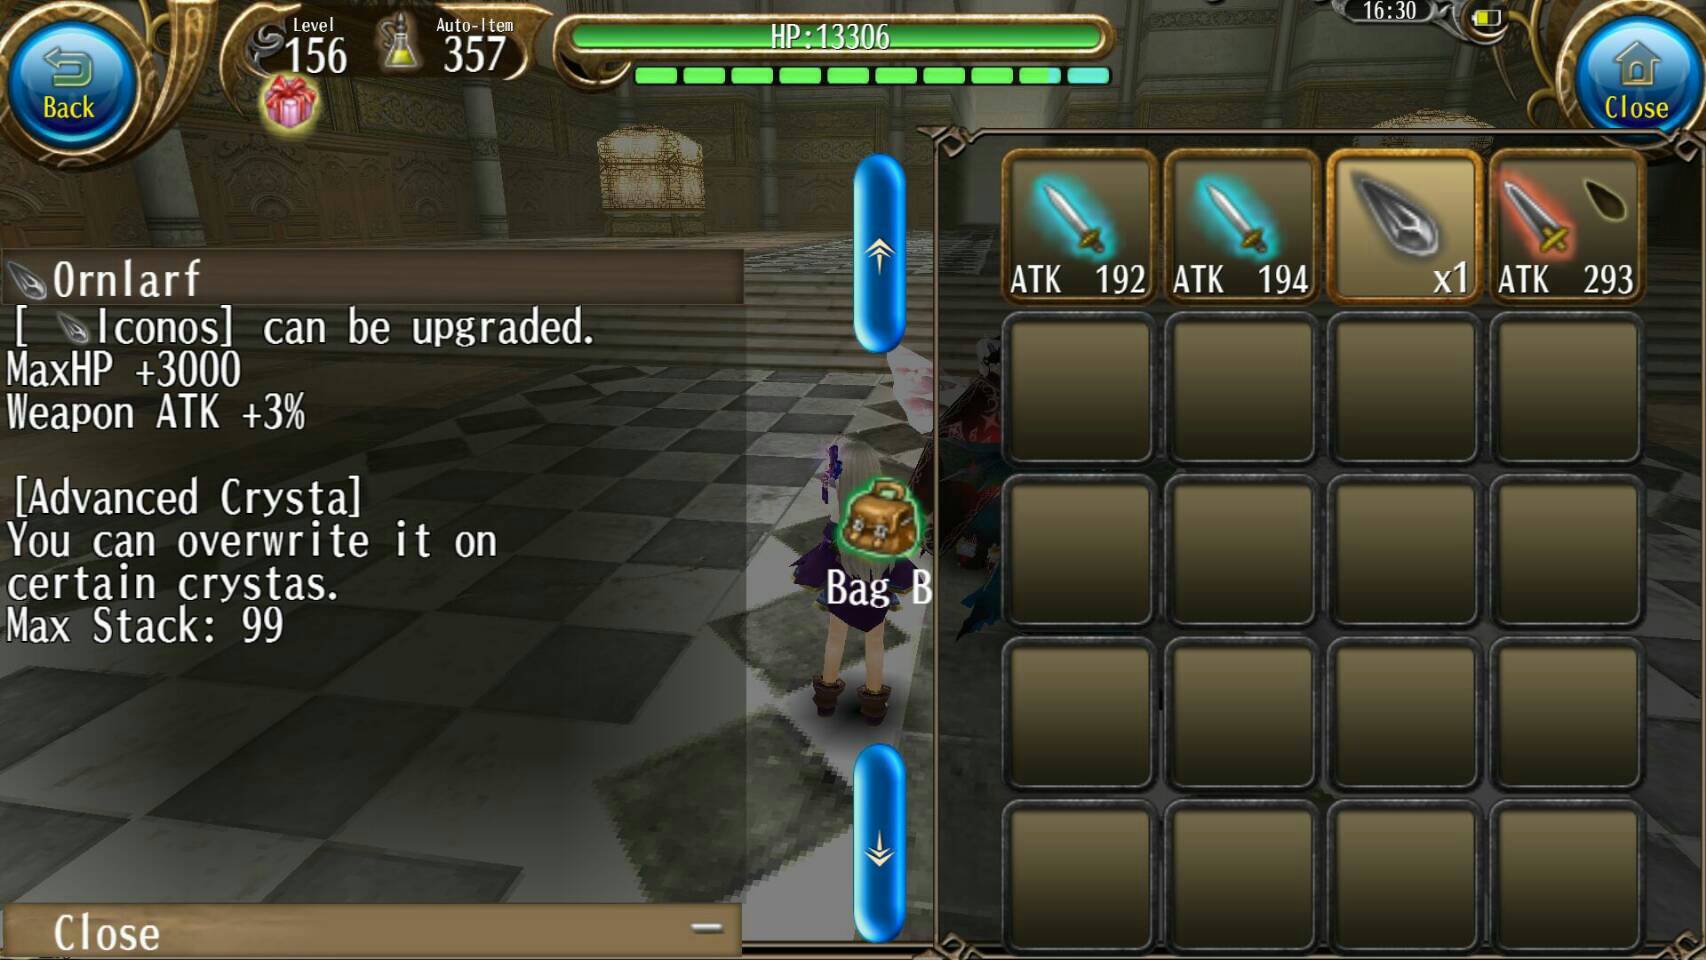 Level
156
Auto-Item
357
HP:13306
16:30
Back
Close
ATK 192
ATK 194
x1
ATK 293
Ornlarf
[ Iconos] can be upgraded.
MaxHP +3000
Weapon ATK +3%
[Advanced Crysta]
You can overwrite it on
certain crystas.
Max Stack: 99
Bag B
Close